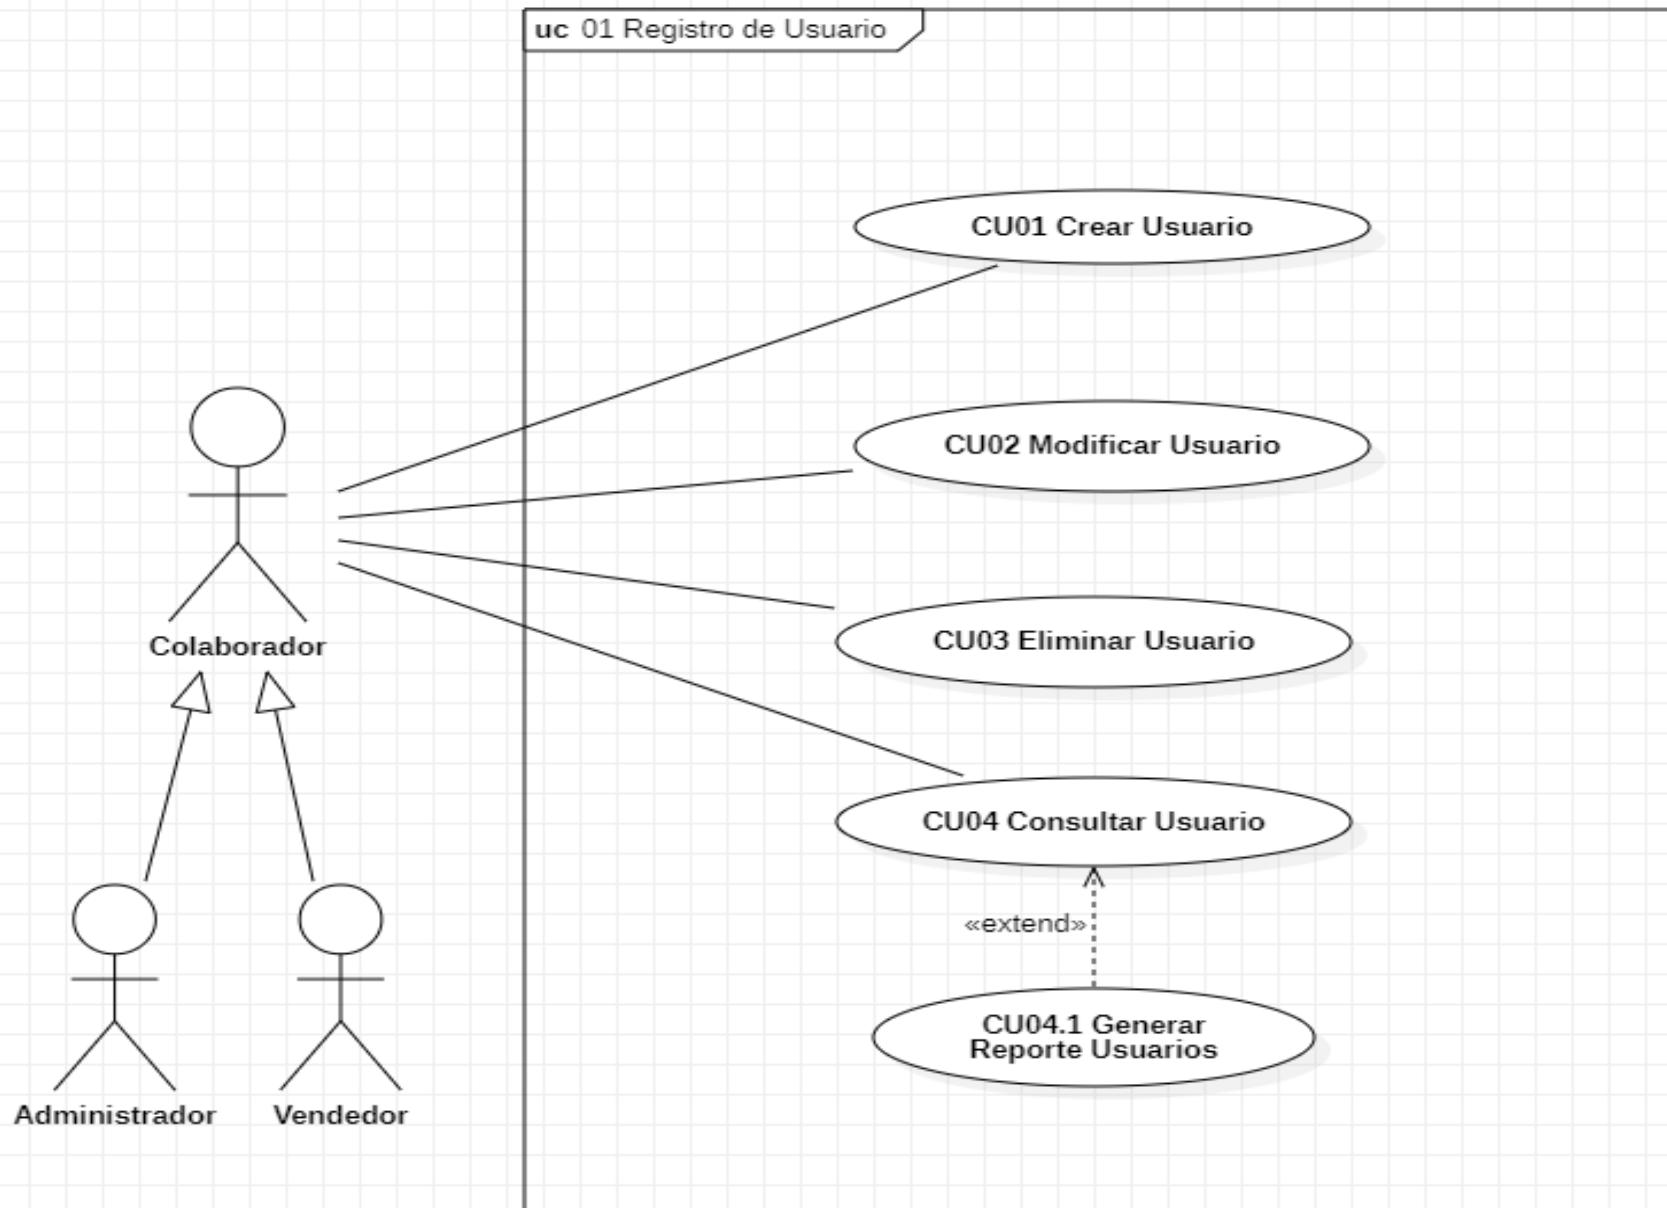 uc 01 Registro de Usuario
CU01 Crear Usuario
CU02 Modificar Usuario
CU03 Eliminar Usuario
Colaborador
CU04 Consultar Usuario
«extend»
CU04.1 Generar
Reporte Usuarios
Administrador
Vendedor